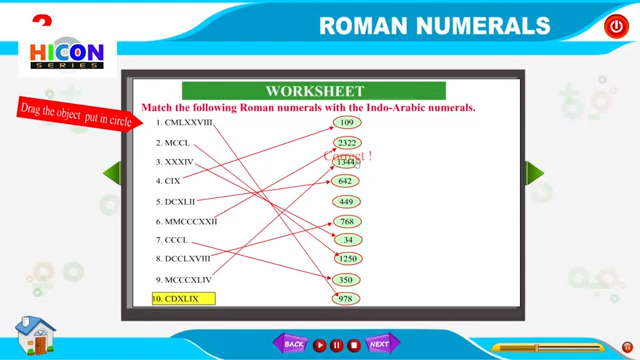 ROMAN NUMERALS
?
HICON
SERIES
WORKSHEET
Drag the object put in circle
Match the following Roman numerals with the Indo-Arabic numerals.
1. CMLXXVIII 109
2. MCCL 2322
Correct !
3. XXXIV 1344
4. CIX 642
5. DCXLII 449
6. MMCCCXXII 768
7. CCCL 34
8. DCCLXVIII 1250
9. MCCCXLIV 350
10. CDXLIX 978
BACK NEXT